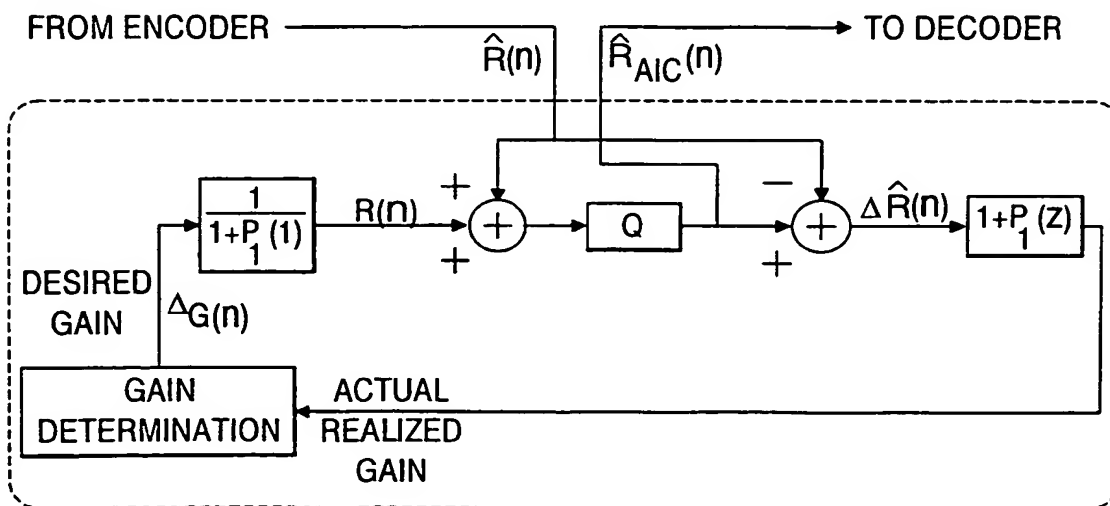 FROM ENCODER
R̂(n)
R̂AIC(n)
TO DECODER
1
1+P1(1)
R(n)
+
+
+
Q
−
+
+
ΔR̂(n)
1+P1(Z)
DESIRED
GAIN
ΔG(n)
GAIN
DETERMINATION
ACTUAL
REALIZED
GAIN